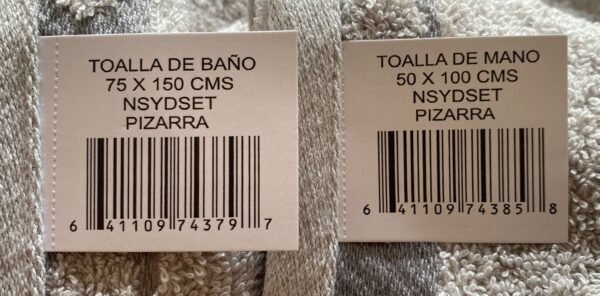 TOALLA DE BAÑO
75 X 150 CMS
NSYDSET
PIZARRA
6 41109 74379 7
TOALLA DE MANO
50 X 100 CMS
NSYDSET
PIZARRA
6 41109 74385 8